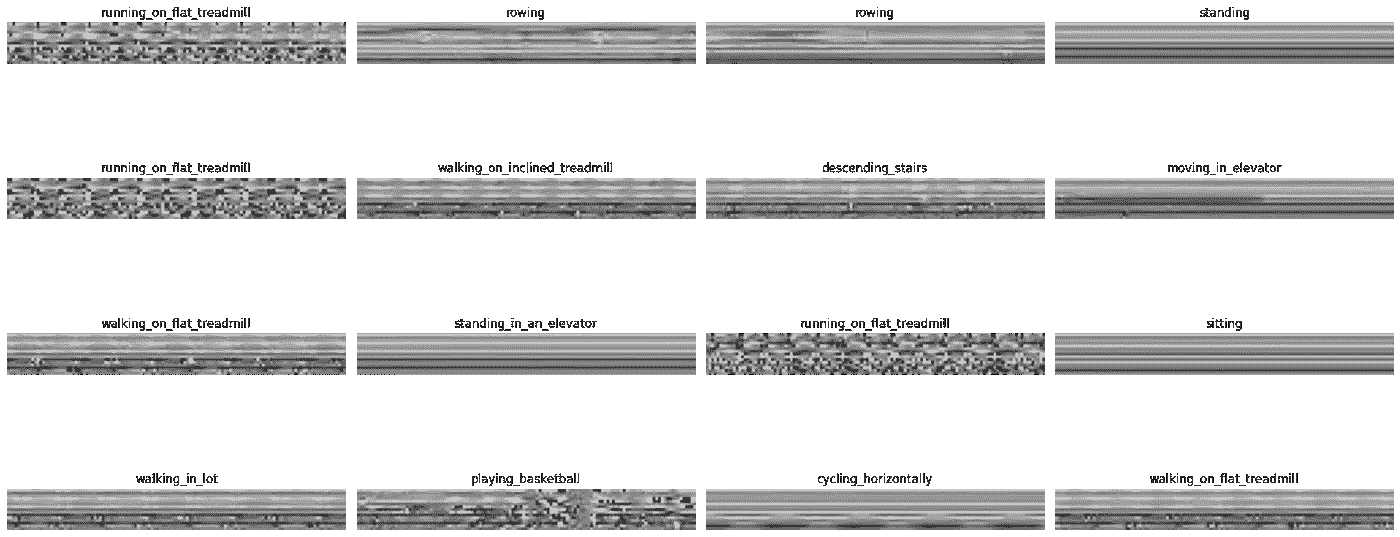 running_on_flat_treadmill
rowing
rowing
standing
running_on_flat_treadmill
walking_on_inclined_treadmill
descending_stairs
moving_in_elevator
walking_on_flat_treadmill
standing_in_an_elevator
running_on_flat_treadmill
sitting
walking_in_lot
playing_basketball
cycling_horizontally
walking_on_flat_treadmill